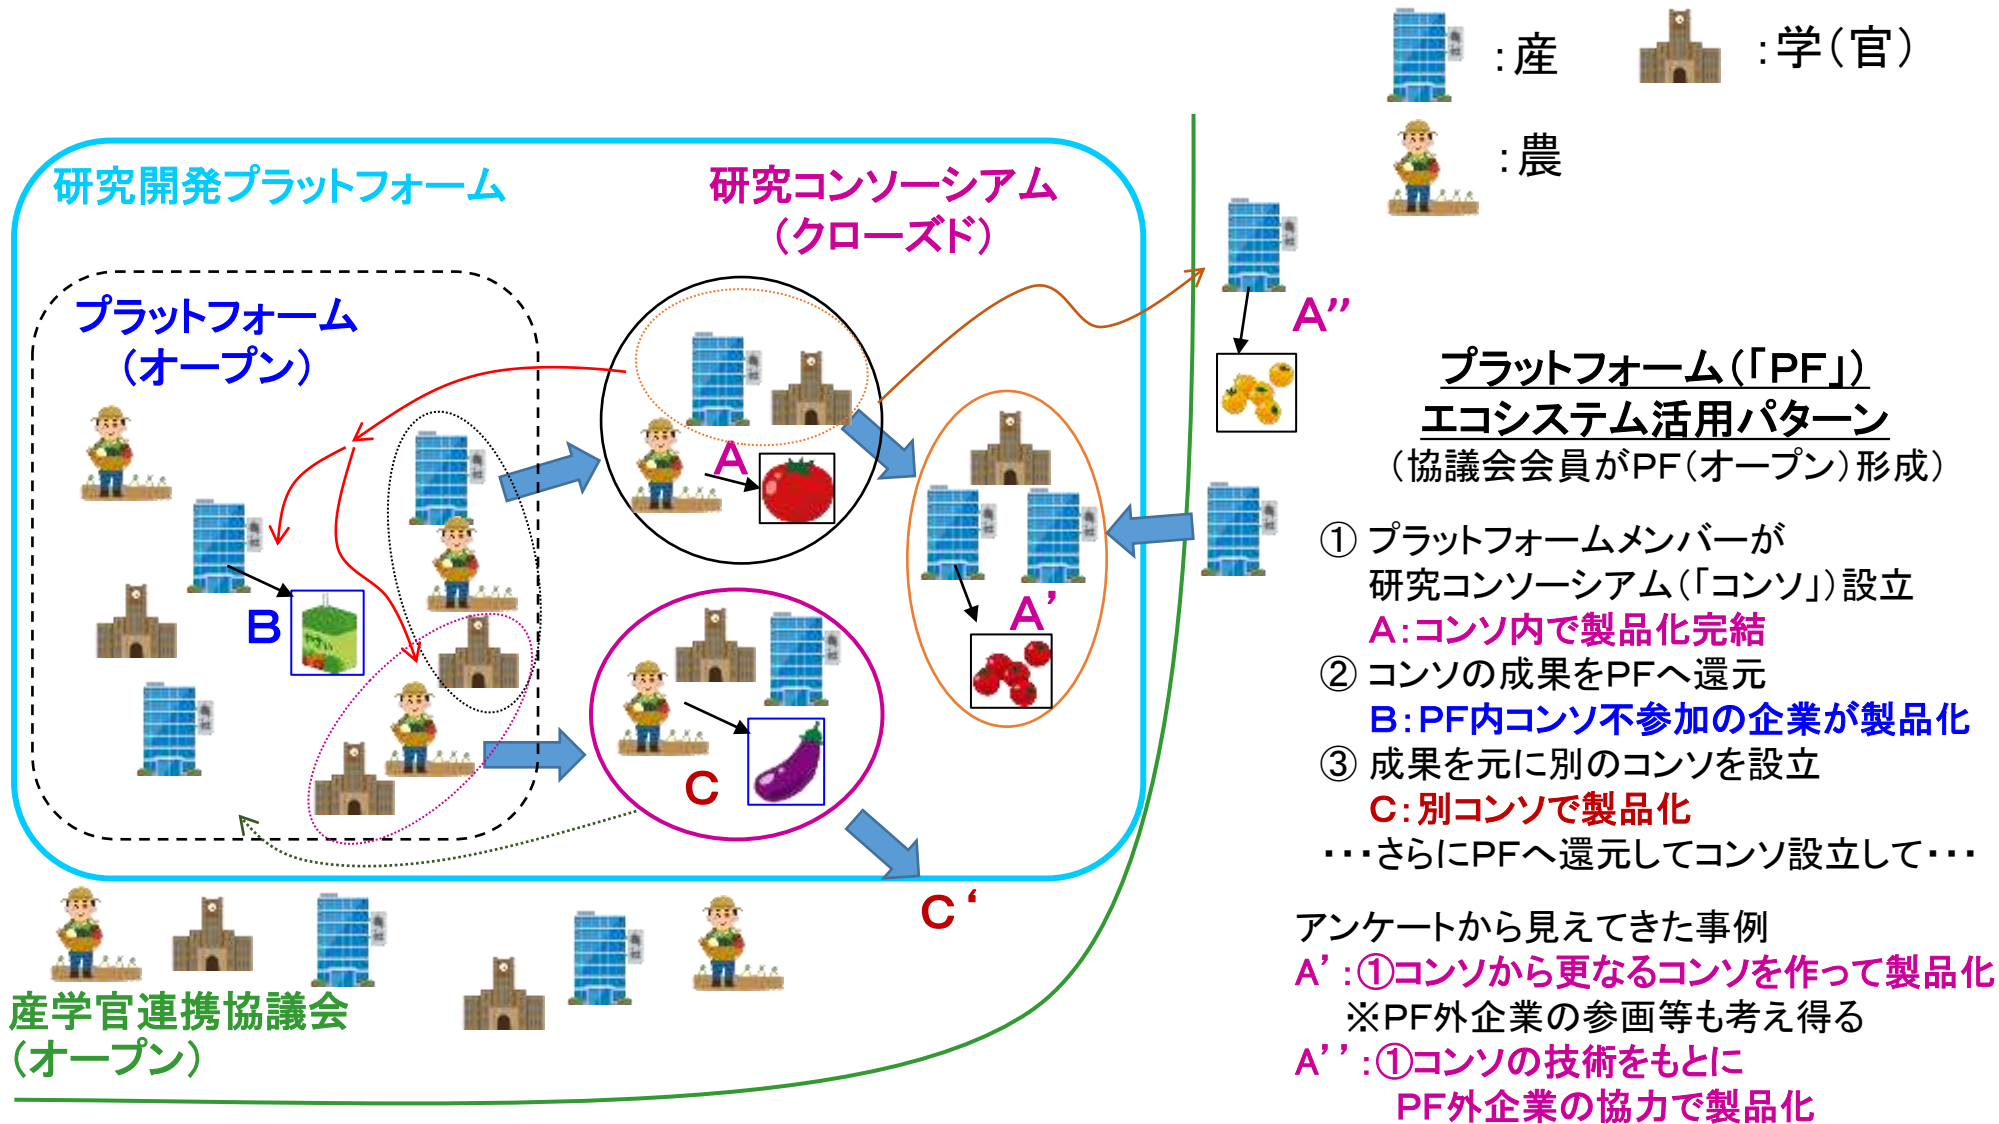 :産
:学(官)
:農
研究開発プラットフォーム
研究コンソーシアム
(クローズド)
プラットフォーム
(オープン)
A
B
C
A’
A’’
C‘
やさい
産学官連携協議会
(オープン)
プラットフォーム(「PF」)
エコシステム活用パターン
(協議会会員がPF(オープン)形成)
① プラットフォームメンバーが
研究コンソーシアム(「コンソ」)設立
A:コンソ内で製品化完結
② コンソの成果をPFへ還元
B:PF内コンソ不参加の企業が製品化
③ 成果を元に別のコンソを設立
C:別コンソで製品化
・・・さらにPFへ還元してコンソ設立して・・・
アンケートから見えてきた事例
A’:①コンソから更なるコンソを作って製品化
※PF外企業の参画等も考え得る
A’’:①コンソの技術をもとに
PF外企業の協力で製品化